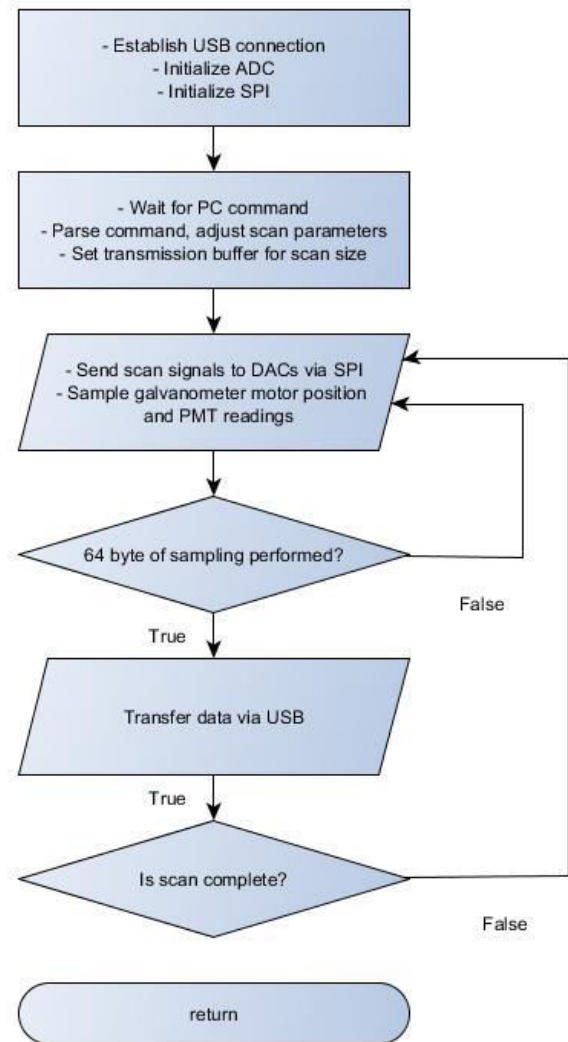 - Establish USB connection
- Initialize ADC
- Initialize SPI
- Wait for PC command
- Parse command, adjust scan parameters
- Set transmission buffer for scan size
- Send scan signals to DACs via SPI
- Sample galvanometer motor position
and PMT readings
64 byte of sampling performed?
False
True
Transfer data via USB
True
Is scan complete?
False
return